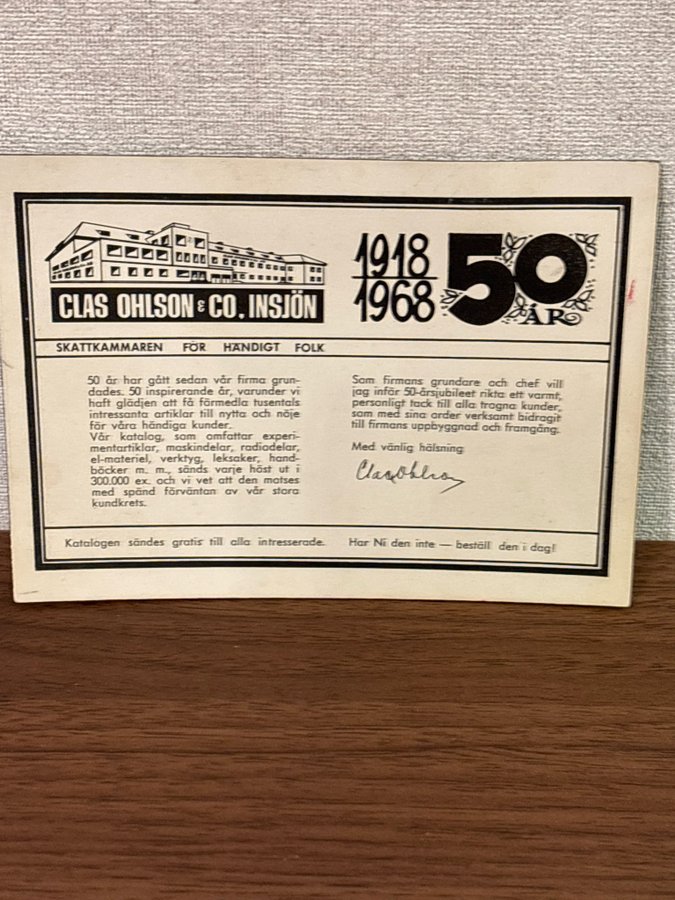 CLAS OHLSON & CO. INSJÖN
1918
1968
50
ÅR
SKATTKAMMAREN FÖR HÄNDIGT FOLK
50 år har gått sedan vår firma grun-
dades. 50 inspirerande år, varunder vi
haft glädjen att få förmedla tusentals
intressanta artiklar till nytta och nöje
för våra händiga kunder.
Vår katalog, som omfattar experi-
mentartiklar, maskindelar, radiodelar,
el-materiel, verktyg, leksaker, hand-
böcker m. m., sänds varje höst ut i
300.000 ex. och vi vet att den motses
med spänd förväntan av vår stora
kundkrets.
Som firmans grundare och chef vill
jag inför 50-årsjubileet rikta ett varmt,
personligt tack till alla trogna kunder,
som med sina order verksamt bidragit
till firmans uppbyggnad och framgång.
Med vänlig hälsning
Clas Ohlson
Katalogen sändes gratis till alla intresserade. Har Ni den inte — beställ den i dag!